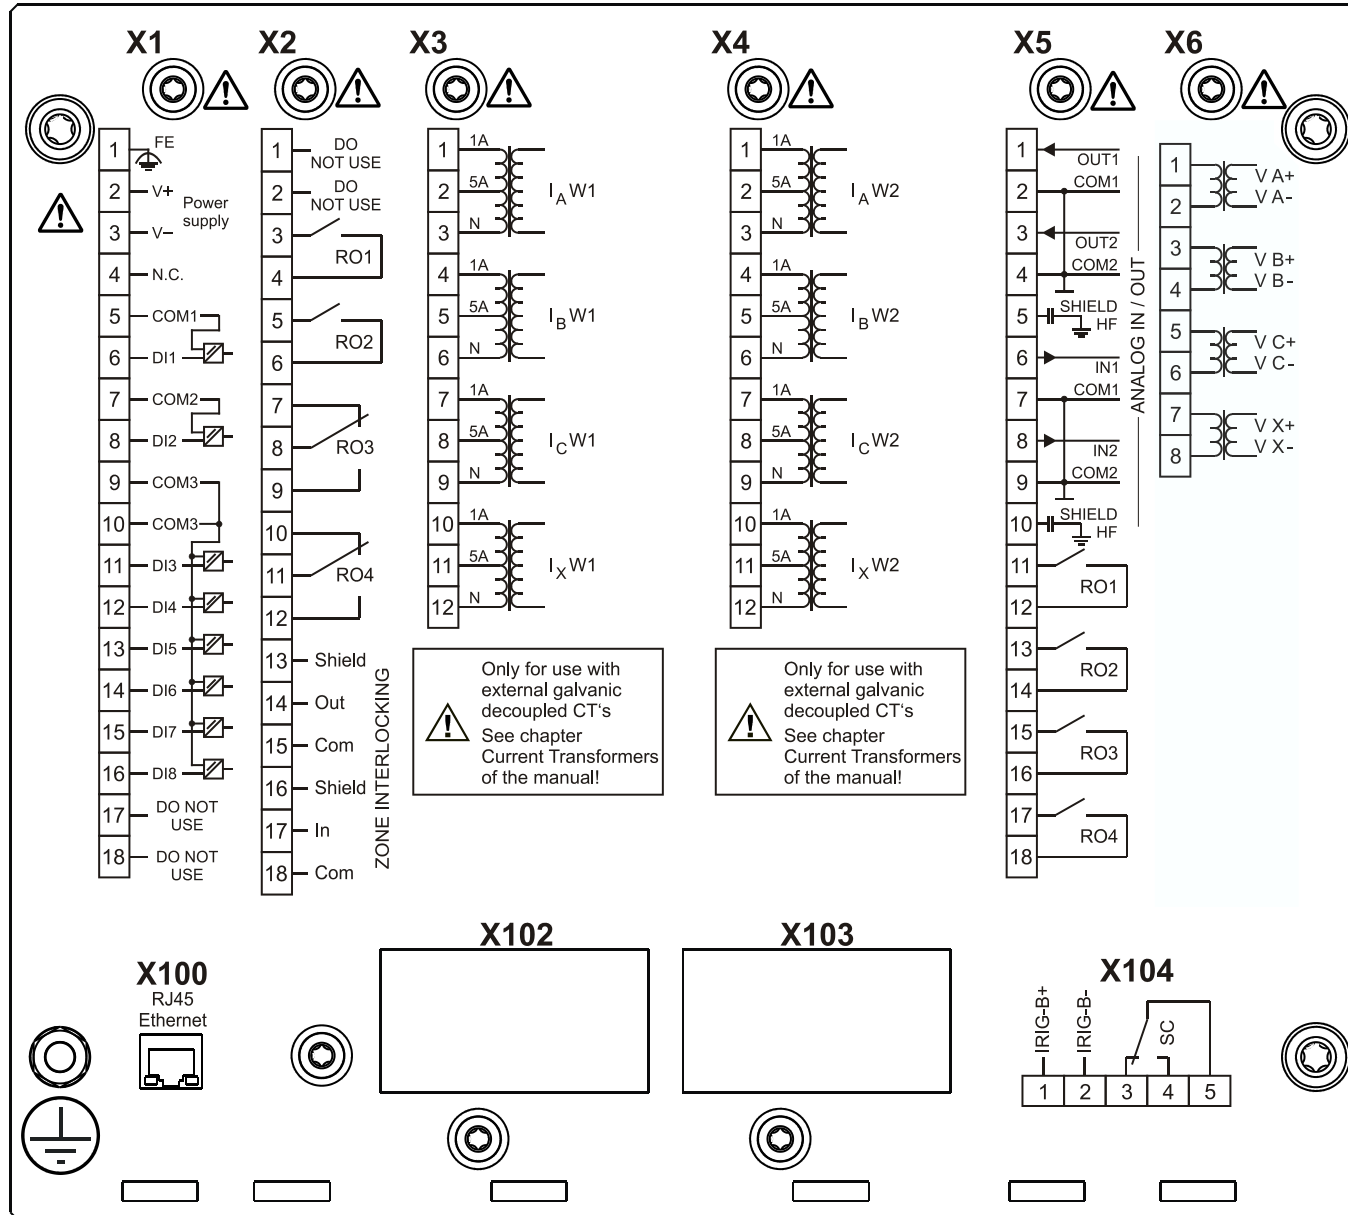 X1
1
FE
2
V+
Power
supply
3
V–
4
N.C.
5
COM1
6
DI1
7
COM2
8
DI2
9
COM3
10
COM3
11
DI3
12
DI4
13
DI5
14
DI6
15
DI7
16
DI8
17
DO NOT
USE
18
DO NOT
USE
X2
1
DO
NOT USE
2
DO
NOT USE
3
RO1
4
5
RO2
6
7
8
RO3
9
10
11
RO4
12
13
Shield
14
Out
15
Com
16
Shield
17
In
18
Com
ZONE INTERLOCKING
X3
1
1A
2
5A
IA W1
3
N
4
1A
5
5A
IB W1
6
N
7
1A
8
5A
IC W1
9
N
10
1A
11
5A
IX W1
12
N
Only for use with
external galvanic
decoupled CT‘s
See chapter
Current Transformers
of the manual!
X4
1
1A
2
5A
IA W2
3
N
4
1A
5
5A
IB W2
6
N
7
1A
8
5A
IC W2
9
N
10
1A
11
5A
IX W2
12
N
Only for use with
external galvanic
decoupled CT‘s
See chapter
Current Transformers
of the manual!
X5
1
OUT1
2
COM1
3
OUT2
4
COM2
5
SHIELD
HF
6
IN1
7
COM1
8
IN2
9
COM2
10
SHIELD
HF
ANALOG IN / OUT
11
RO1
12
13
RO2
14
15
RO3
16
17
RO4
18
X6
1
V A+
2
V A-
3
V B+
4
V B-
5
V C+
6
V C-
7
V X+
8
V X-
X100
RJ45
Ethernet
X102
X103
X104
IRIG-B+
IRIG-B-
SC
1 2 3 4 5